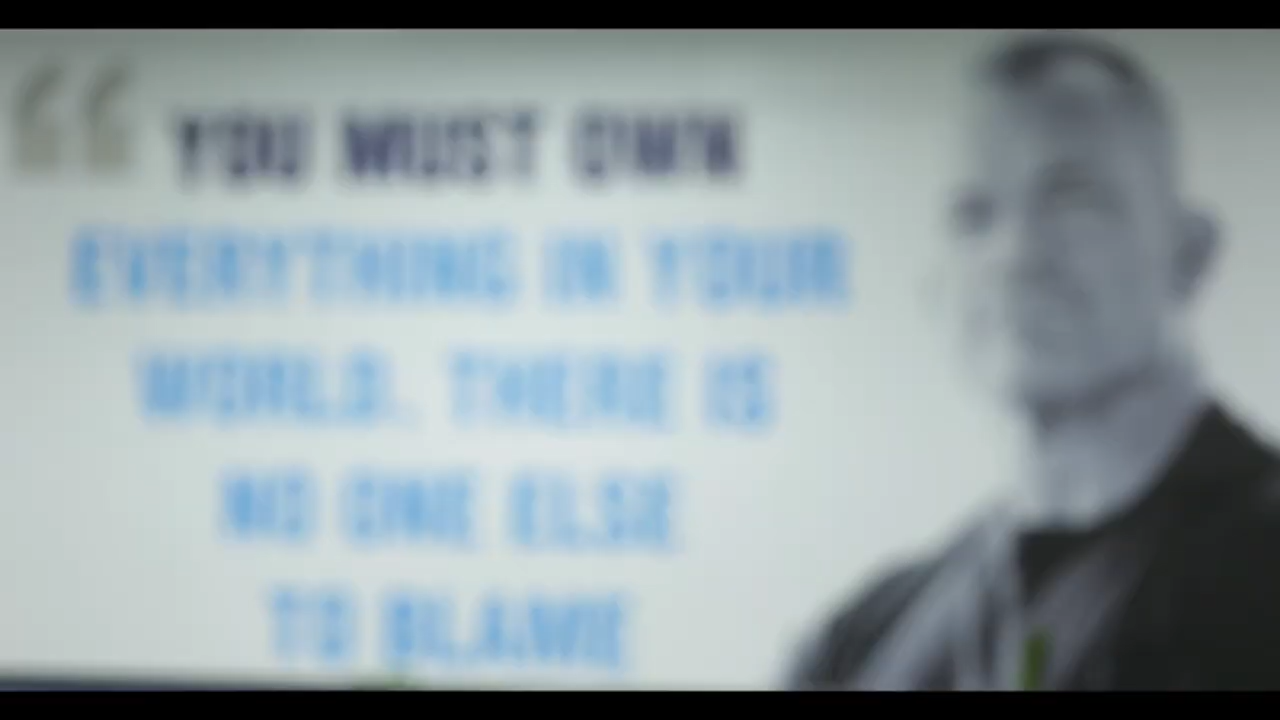 “ YOU MUST OWN
EVERYTHING IN YOUR
WORLD. THERE IS
NO ONE ELSE
TO BLAME